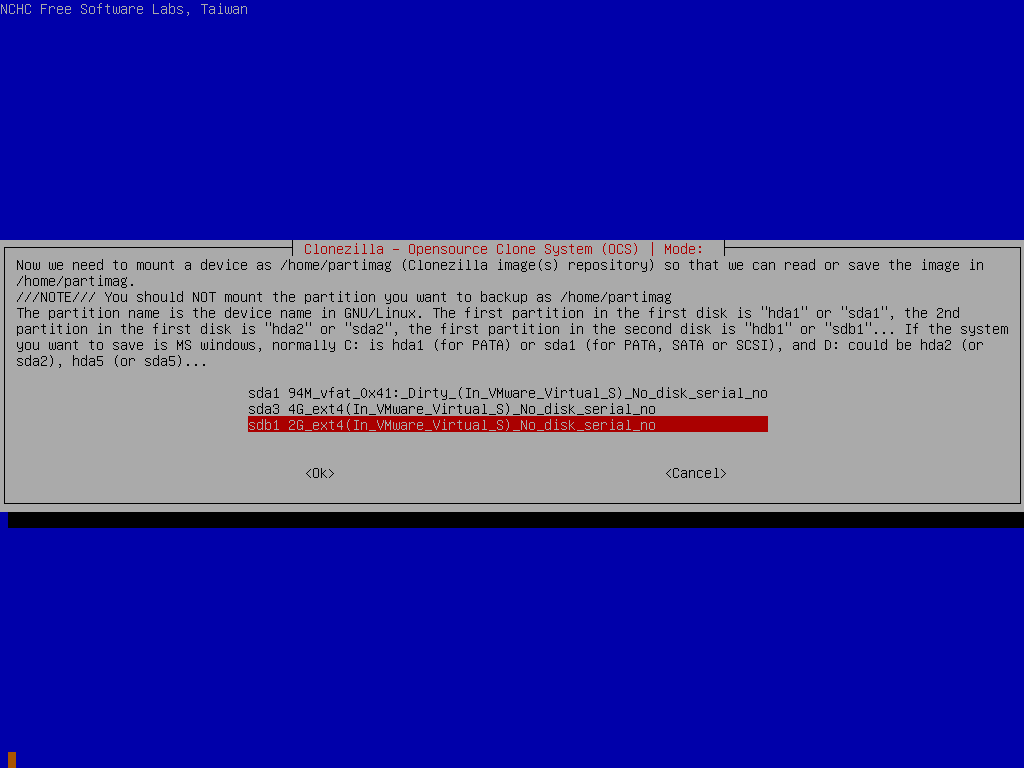 NCHC Free Software Labs, Taiwan
Clonezilla - Opensource Clone System (OCS) | Mode:
Now we need to mount a device as /home/partimag (Clonezilla image(s) repository) so that we can read or save the image in
/home/partimag.
///NOTE/// You should NOT mount the partition you want to backup as /home/partimag
The partition name is the device name in GNU/Linux. The first partition in the first disk is "hda1" or "sda1", the 2nd
partition in the first disk is "hda2" or "sda2", the first partition in the second disk is "hdb1" or "sdb1"... If the system
you want to save is MS windows, normally C: is hda1 (for PATA) or sda1 (for PATA, SATA or SCSI), and D: could be hda2 (or
sda2), hda5 (or sda5)...
sda1 94M_vfat_0x41:_Dirty_(In_VMware_Virtual_S)_No_disk_serial_no
sda3 4G_ext4(In_VMware_Virtual_S)_No_disk_serial_no
sdb1 2G_ext4(In_VMware_Virtual_S)_No_disk_serial_no
<Ok> <Cancel>